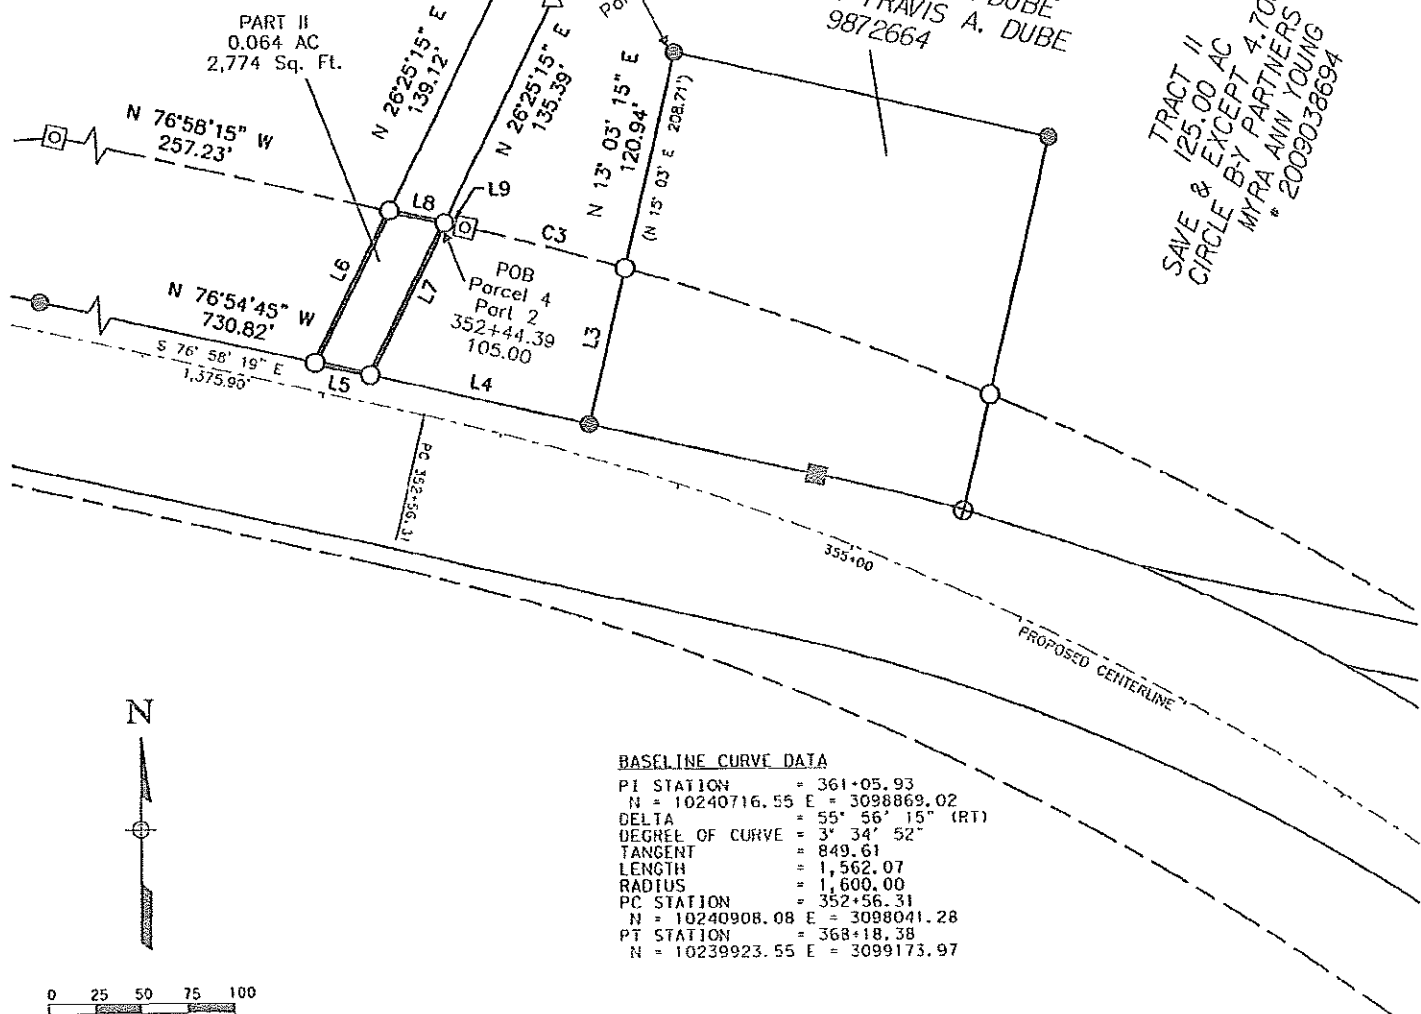 PART II
0.064 AC
2,774 Sq. Ft.
N 26°25'15" E
139.12'
N 26°25'15" E
135.39'
N 13° 03' 15" E
120.94'
(N 15° 03' E 208.71')
DUBE
TRAVIS A. DUBE
9872664
TRACT II
125.00 AC
SAVE & EXCEPT 4.70
CIRCLE B-Y PARTNERS
MYRA ANN YOUNG
# 2009038694
N 76°58'15" W
257.23'
L8
L9
C3
L6
L7
POB
Parcel 4
Part 2
352+44.39
105.00
L3
N 76°54'45" W
730.82'
S 76° 58' 19" E
1,375.90'
L5
L4
PC 352+56.31
355+00
PROPOSED CENTERLINE
N
BASELINE CURVE DATA
PI STATION = 361+05.93
N = 10240716.55 E = 3098869.02
DELTA = 55° 56' 15" (RT)
DEGREE OF CURVE = 3° 34' 52"
TANGENT = 849.61
LENGTH = 1,562.07
RADIUS = 1,600.00
PC STATION = 352+56.31
N = 10240908.08 E = 3098041.28
PT STATION = 368+18.38
N = 10239923.55 E = 3099173.97
0 25 50 75 100